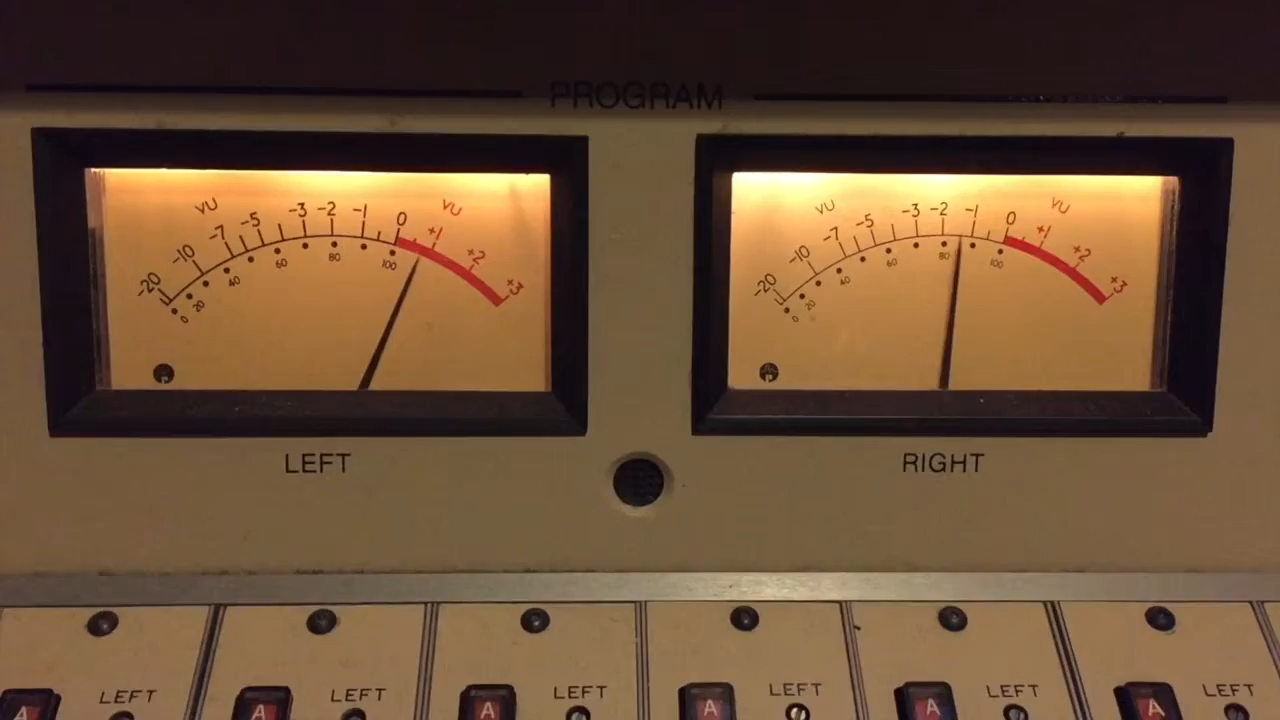 PROGRAM
VU VU
-20 -10 -7 -5 -3 -2 -1 0 +1 +2 +3
0 20 40 60 80 100
VU VU
-20 -10 -7 -5 -3 -2 -1 0 +1 +2 +3
0 20 40 60 80 100
LEFT
RIGHT
LEFT LEFT LEFT LEFT LEFT LEFT
A A A A A A